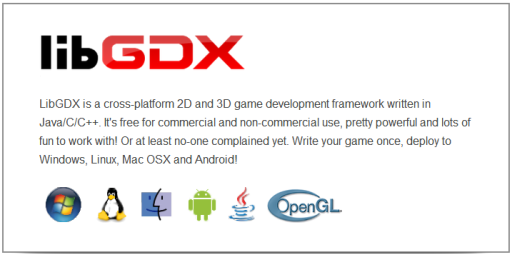 libGDX
LibGDX is a cross-platform 2D and 3D game development framework written in
Java/C/C++. It's free for commercial and non-commercial use, pretty powerful and lots of
fun to work with! Or at least no-one complained yet. Write your game once, deploy to
Windows, Linux, Mac OSX and Android!
OpenGL